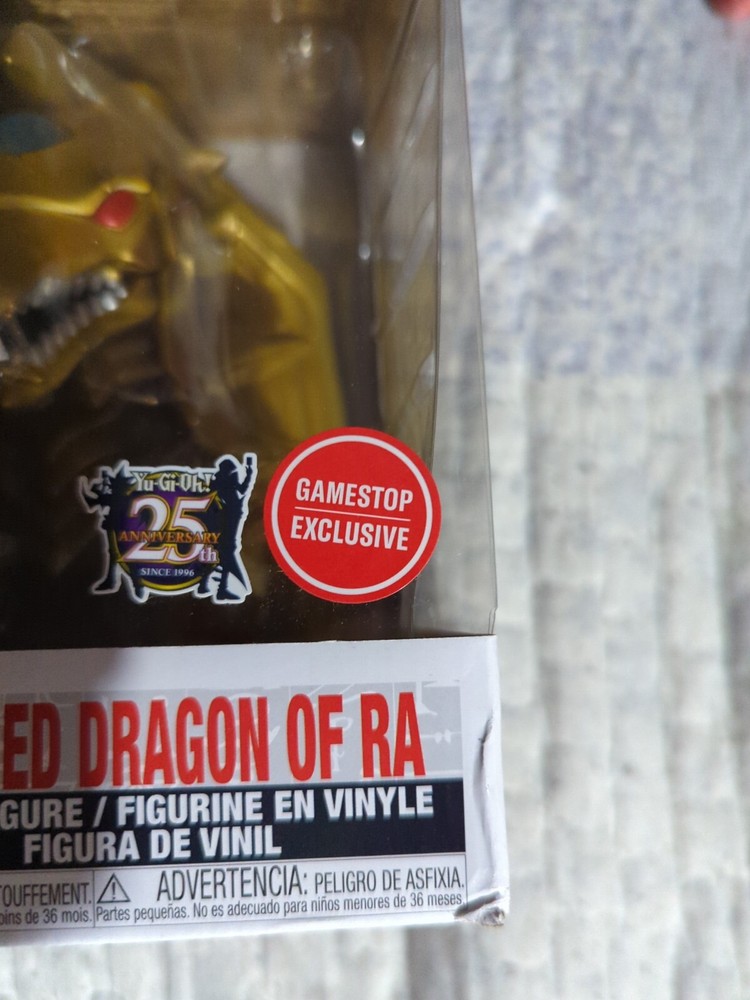 Yu-Gi-Oh!
25th
ANNIVERSARY
SINCE 1996
GAMESTOP
EXCLUSIVE
ED DRAGON OF RA
GURE / FIGURINE EN VINYLE
FIGURA DE VINIL
TOUFFEMENT.
oins de 36 mois.
ADVERTENCIA: PELIGRO DE ASFIXIA.
Partes pequeñas. No es adecuado para niños menores de 36 meses.